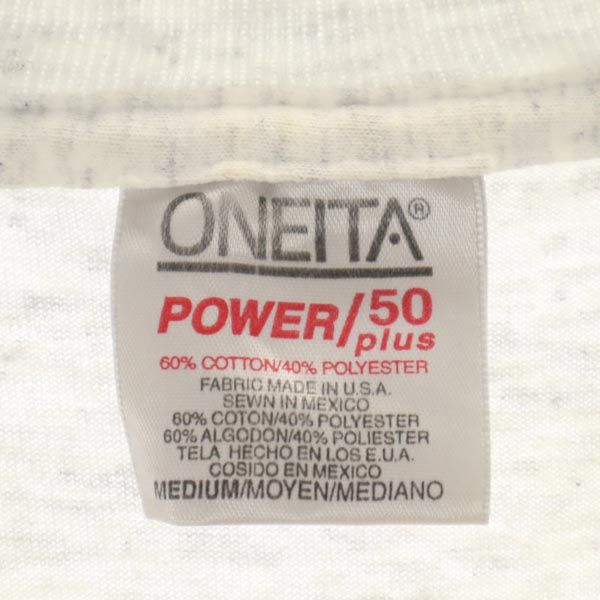 ONEITA®
POWER/50
plus
60% COTTON/40% POLYESTER
FABRIC MADE IN U.S.A.
SEWN IN MEXICO
60% COTON/40% POLYESTER
60% ALGODON/40% POLIESTER
TELA HECHO EN LOS E.U.A.
COSIDO EN MEXICO
MEDIUM/MOYEN/MEDIANO